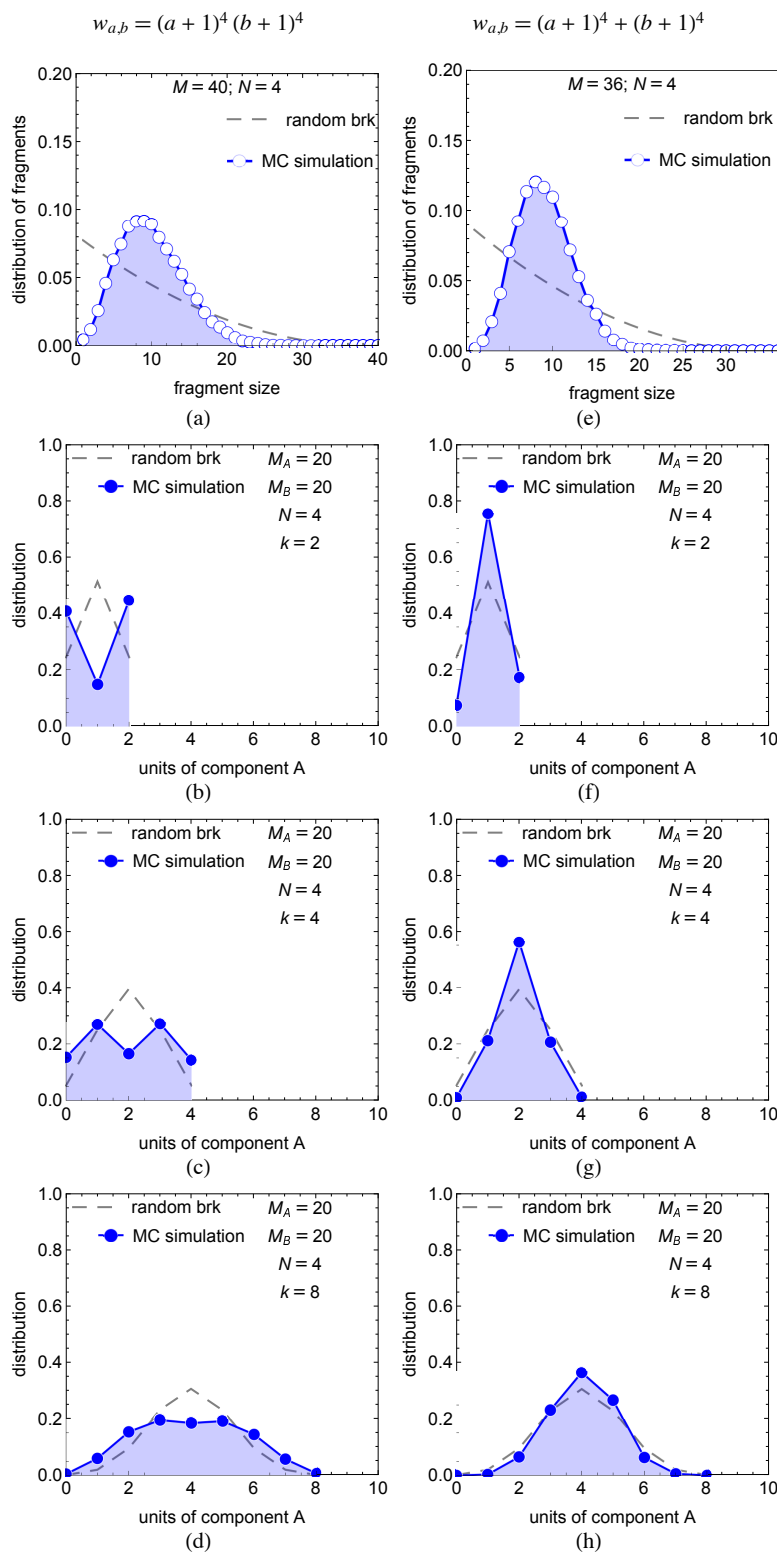 w_{a,b} = (a + 1)^4 (b + 1)^4
w_{a,b} = (a + 1)^4 + (b + 1)^4
M = 40; N = 4
random brk
MC simulation
distribution of fragments
0.20
0.15
0.10
0.05
0.00
0 10 20 30 40
fragment size
(a)
M = 36; N = 4
random brk
MC simulation
distribution of fragments
0.20
0.15
0.10
0.05
0.00
0 5 10 15 20 25 30
fragment size
(e)
random brk
MC simulation
M_A = 20
M_B = 20
N = 4
k = 2
distribution
1.0
0.8
0.6
0.4
0.2
0.0
0 2 4 6 8 10
units of component A
(b)
random brk
MC simulation
M_A = 20
M_B = 20
N = 4
k = 2
distribution
1.0
0.8
0.6
0.4
0.2
0.0
0 2 4 6 8 10
units of component A
(f)
random brk
MC simulation
M_A = 20
M_B = 20
N = 4
k = 4
distribution
1.0
0.8
0.6
0.4
0.2
0.0
0 2 4 6 8 10
units of component A
(c)
random brk
MC simulation
M_A = 20
M_B = 20
N = 4
k = 4
distribution
1.0
0.8
0.6
0.4
0.2
0.0
0 2 4 6 8 10
units of component A
(g)
random brk
MC simulation
M_A = 20
M_B = 20
N = 4
k = 8
distribution
1.0
0.8
0.6
0.4
0.2
0.0
0 2 4 6 8 10
units of component A
(d)
random brk
MC simulation
M_A = 20
M_B = 20
N = 4
k = 8
distribution
1.0
0.8
0.6
0.4
0.2
0.0
0 2 4 6 8 10
units of component A
(h)